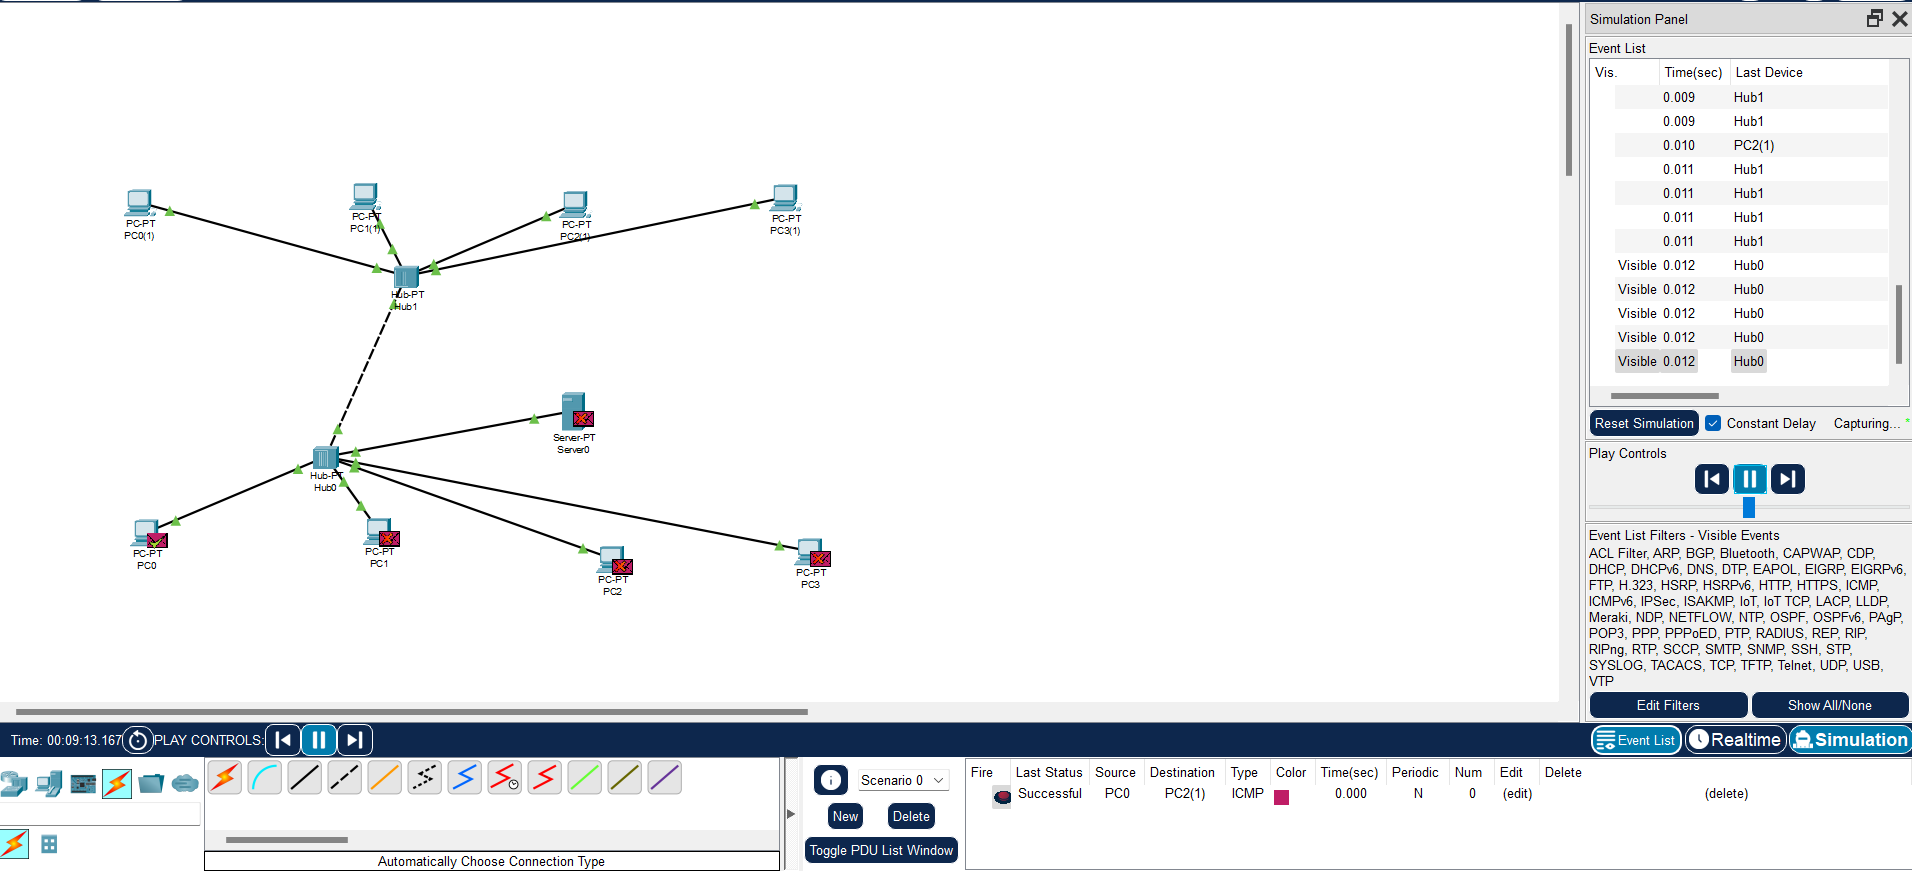 Simulation Panel
Event List
Vis. Time(sec) Last Device
0.009 Hub1
0.009 Hub1
0.010 PC2(1)
0.011 Hub1
0.011 Hub1
0.011 Hub1
0.011 Hub1
Visible 0.012 Hub0
Visible 0.012 Hub0
Visible 0.012 Hub0
Visible 0.012 Hub0
Visible 0.012 Hub0
Reset Simulation Constant Delay Capturing... *
Play Controls
Event List Filters - Visible Events
ACL Filter, ARP, BGP, Bluetooth, CAPWAP, CDP,
DHCP, DHCPv6, DNS, DTP, EAPOL, EIGRP, EIGRPv6,
FTP, H.323, HSRP, HSRPv6, HTTP, HTTPS, ICMP,
ICMPv6, IPSec, ISAKMP, IoT, IoT TCP, LACP, LLDP,
Meraki, NDP, NETFLOW, NTP, OSPF, OSPFv6, PAgP,
POP3, PPP, PPPoED, PTP, RADIUS, REP, RIP,
RIPng, RTP, SCCP, SMTP, SNMP, SSH, STP,
SYSLOG, TACACS, TCP, TFTP, Telnet, UDP, USB,
VTP
Edit Filters Show All/None
PC-PT
PC0(1)
PC-PT
PC1(1)
PC-PT
PC2(1)
PC-PT
PC3(1)
Hub-PT
Hub1
Server-PT
Server0
Hub-PT
Hub0
PC-PT
PC0
PC-PT
PC1
PC-PT
PC2
PC-PT
PC3
Time: 00:09:13.167 PLAY CONTROLS:
Event List Realtime Simulation
Automatically Choose Connection Type
Scenario 0
New Delete
Toggle PDU List Window
Fire Last Status Source Destination Type Color Time(sec) Periodic Num Edit Delete
Successful PC0 PC2(1) ICMP 0.000 N 0 (edit) (delete)